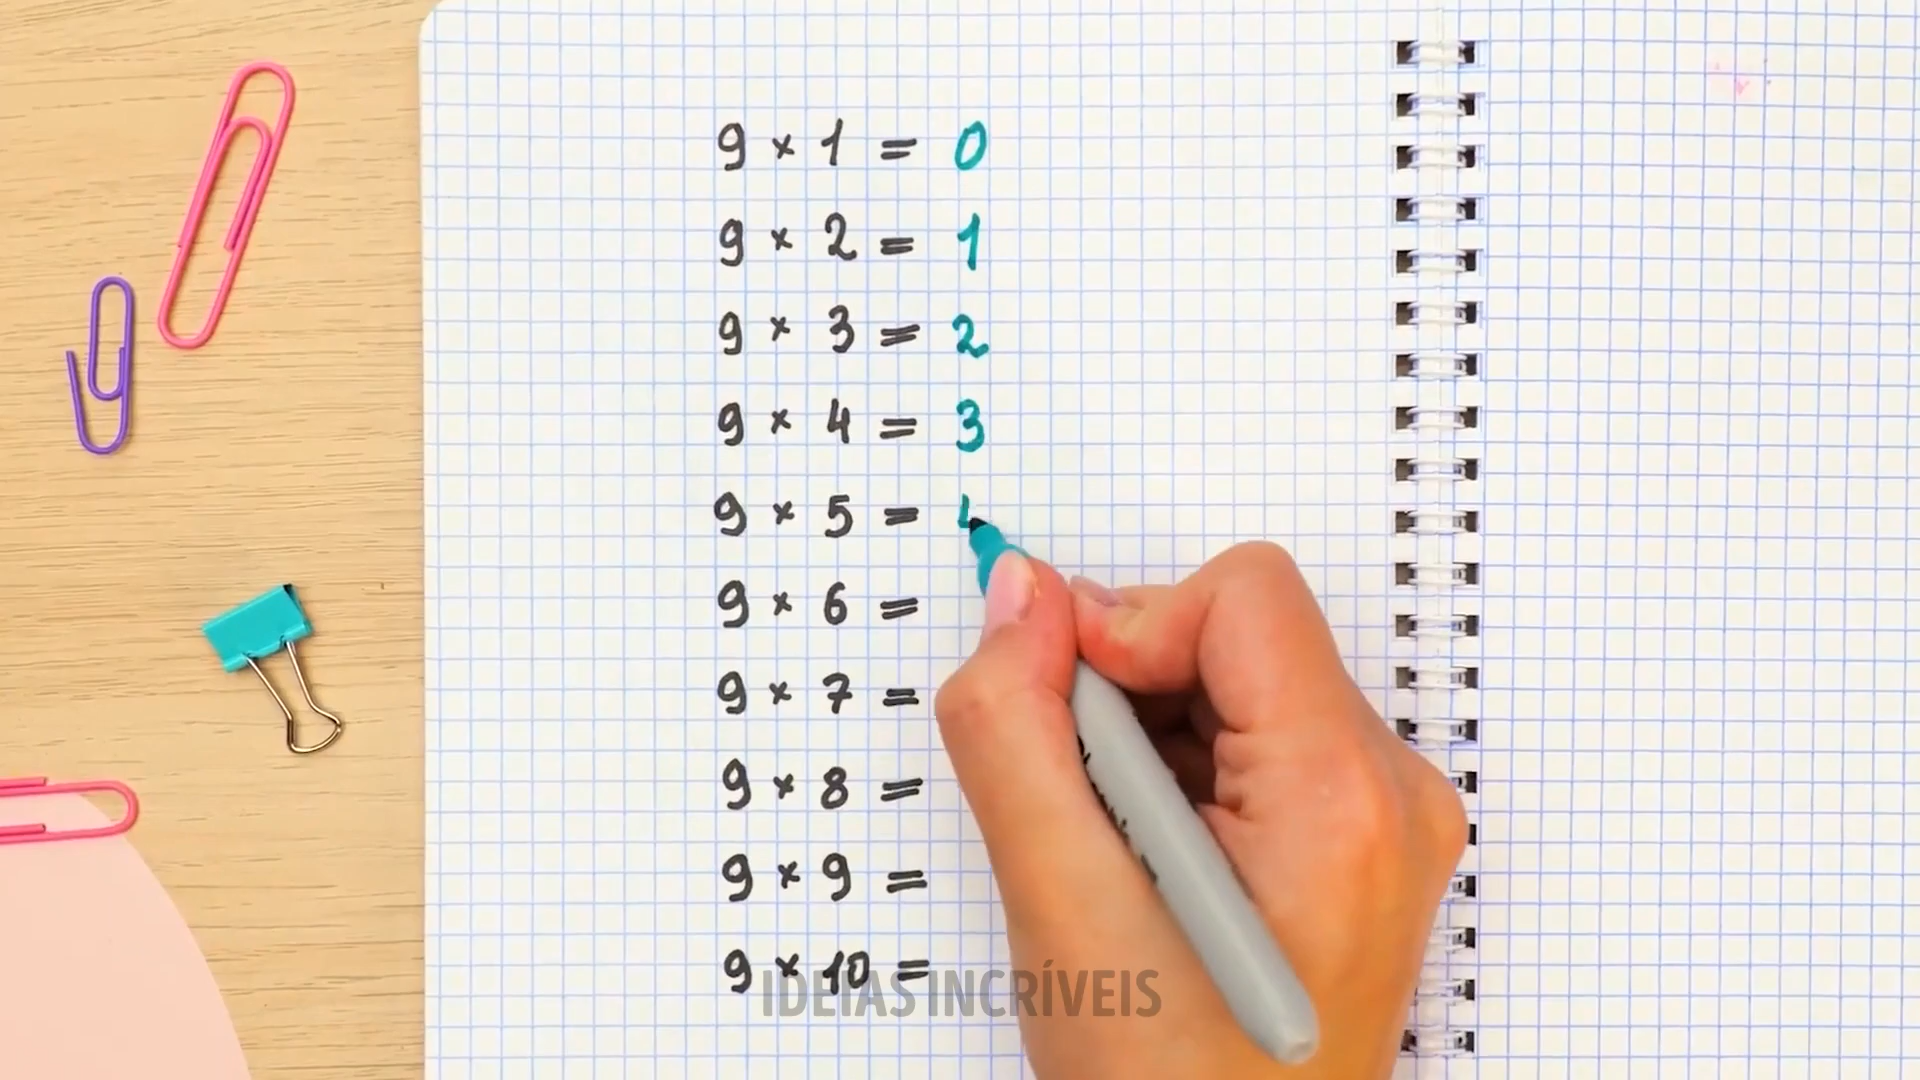 9 × 1 = 0
9 × 2 = 1
9 × 3 = 2
9 × 4 = 3
9 × 5 =
9 × 6 =
9 × 7 =
9 × 8 =
9 × 9 =
9 × 10 =
IDEIAS INCRÍVEIS